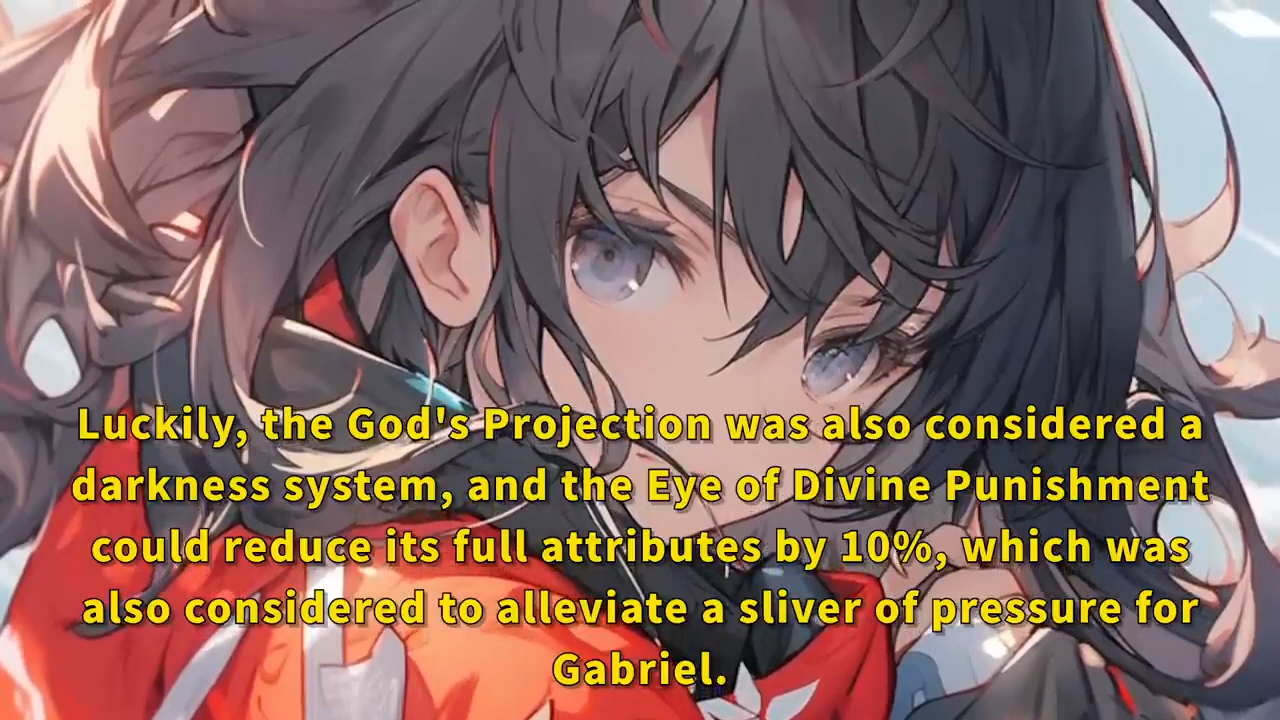 Luckily, the God's Projection was also considered a
darkness system, and the Eye of Divine Punishment
could reduce its full attributes by 10%, which was
also considered to alleviate a sliver of pressure for
Gabriel.